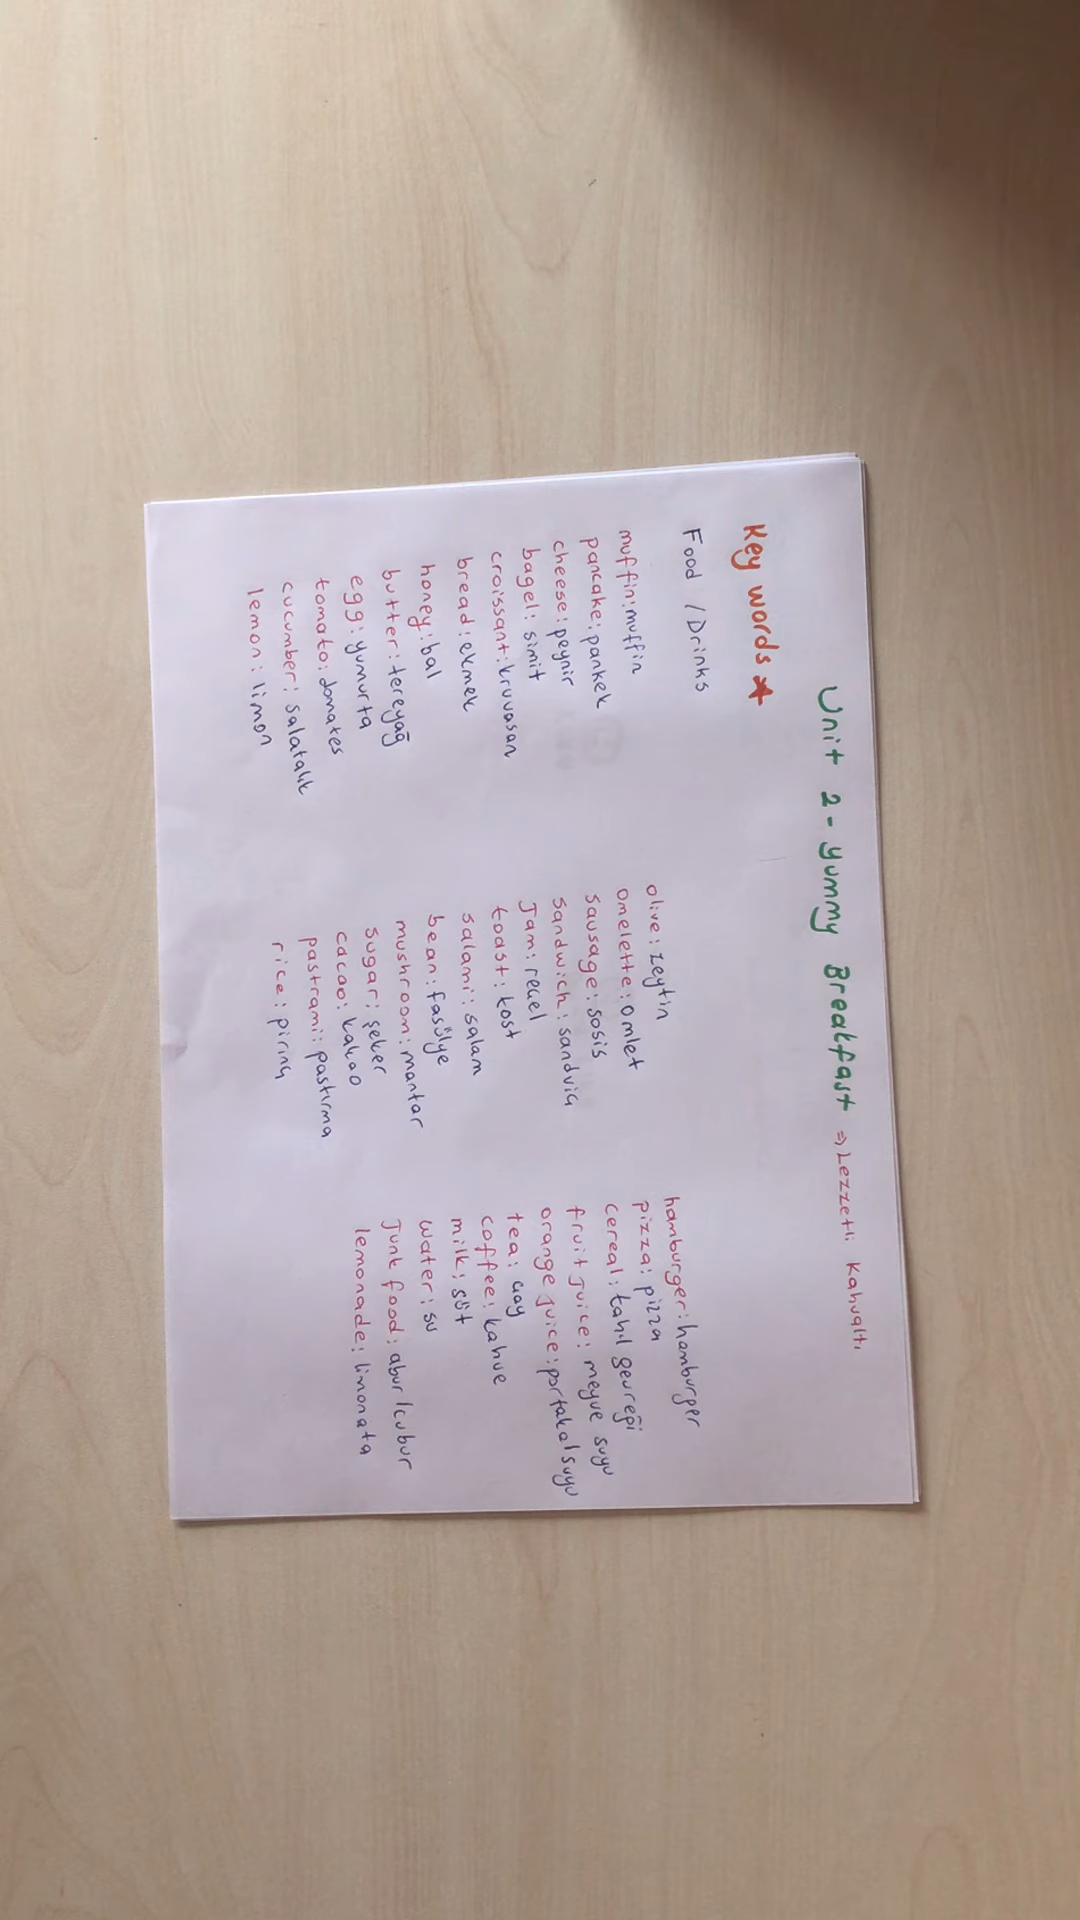 Unit 2 - Yummy Breakfast ⇒ Lezzetli Kahvaltı
Key words ★
Food / Drinks
muffin: muffin
pancake: pankek
cheese: peynir
bagel: simit
croissant: kruvasan
bread: ekmek
honey: bal
butter: tereyağ
egg: yumurta
tomato: domates
cucumber: salatalık
lemon: limon
olive: zeytin
omelette: omlet
sausage: sosis
sandwich: sandviç
Jam: reçel
toast: tost
salami: salam
bean: fasülye
mushroom: mantar
sugar: şeker
cacao: kakao
pastrami: pastırma
rice: pirinç
hamburger: hamburger
pizza: pizza
cereal: tahıl gevreği
fruit juice: meyve suyu
orange juice: portakal suyu
tea: çay
coffee: kahve
milk: süt
water: su
Junk food: abur/cubur
lemonade: limonata